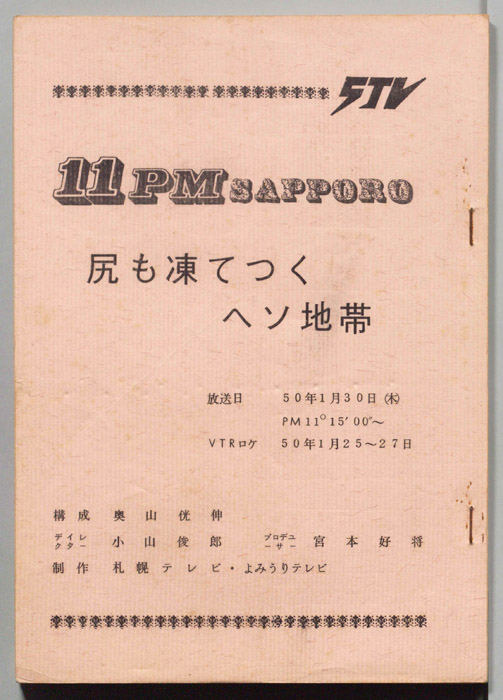 STV
11PM SAPPORO
尻も凍てつく
ヘソ地帯
放送日 50年1月30日(木)
PM11°15′00″〜
VTRロケ 50年1月25〜27日
構成 奥山侊伸
ディレクター 小山俊郎 プロデューサー 宮本好将
制作 札幌テレビ・よみうりテレビ